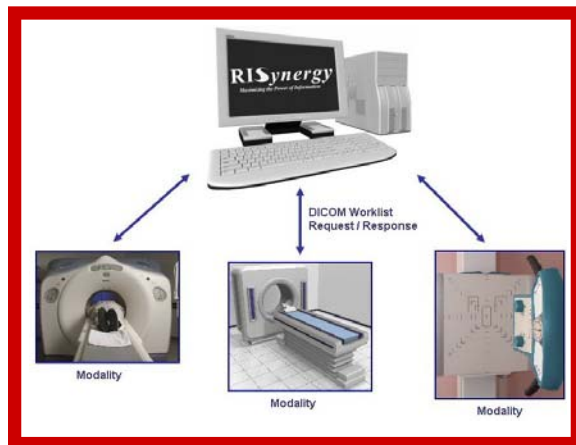 RISynergy
Maximizing the Power of Information
DICOM Worklist
Request / Response
Modality
Modality
Modality